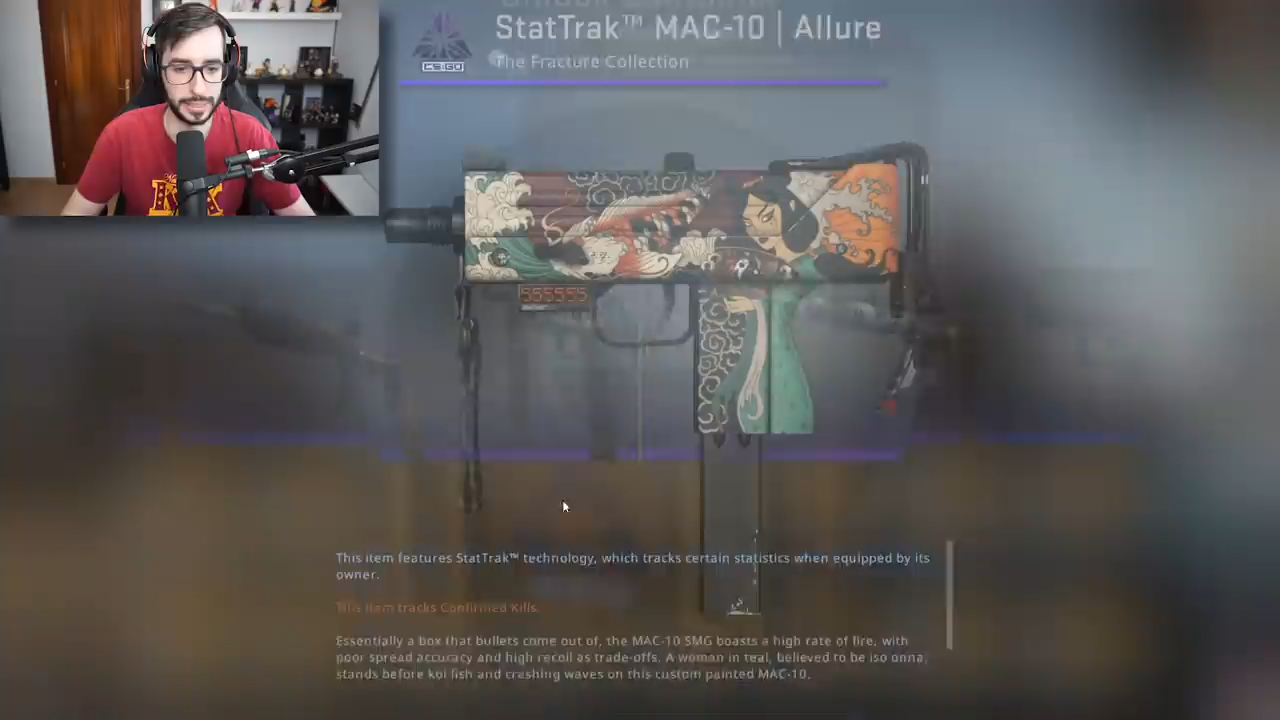 StatTrak™ MAC-10 | Allure
The Fracture Collection
CS:GO
555555
This item features StatTrak™ technology, which tracks certain statistics when equipped by its
owner.
This item tracks Confirmed Kills.
Essentially a box that bullets come out of, the MAC-10 SMG boasts a high rate of fire, with
poor spread accuracy and high recoil as trade-offs. A woman in teal, believed to be iso onna,
stands before koi fish and crashing waves on this custom painted MAC-10.